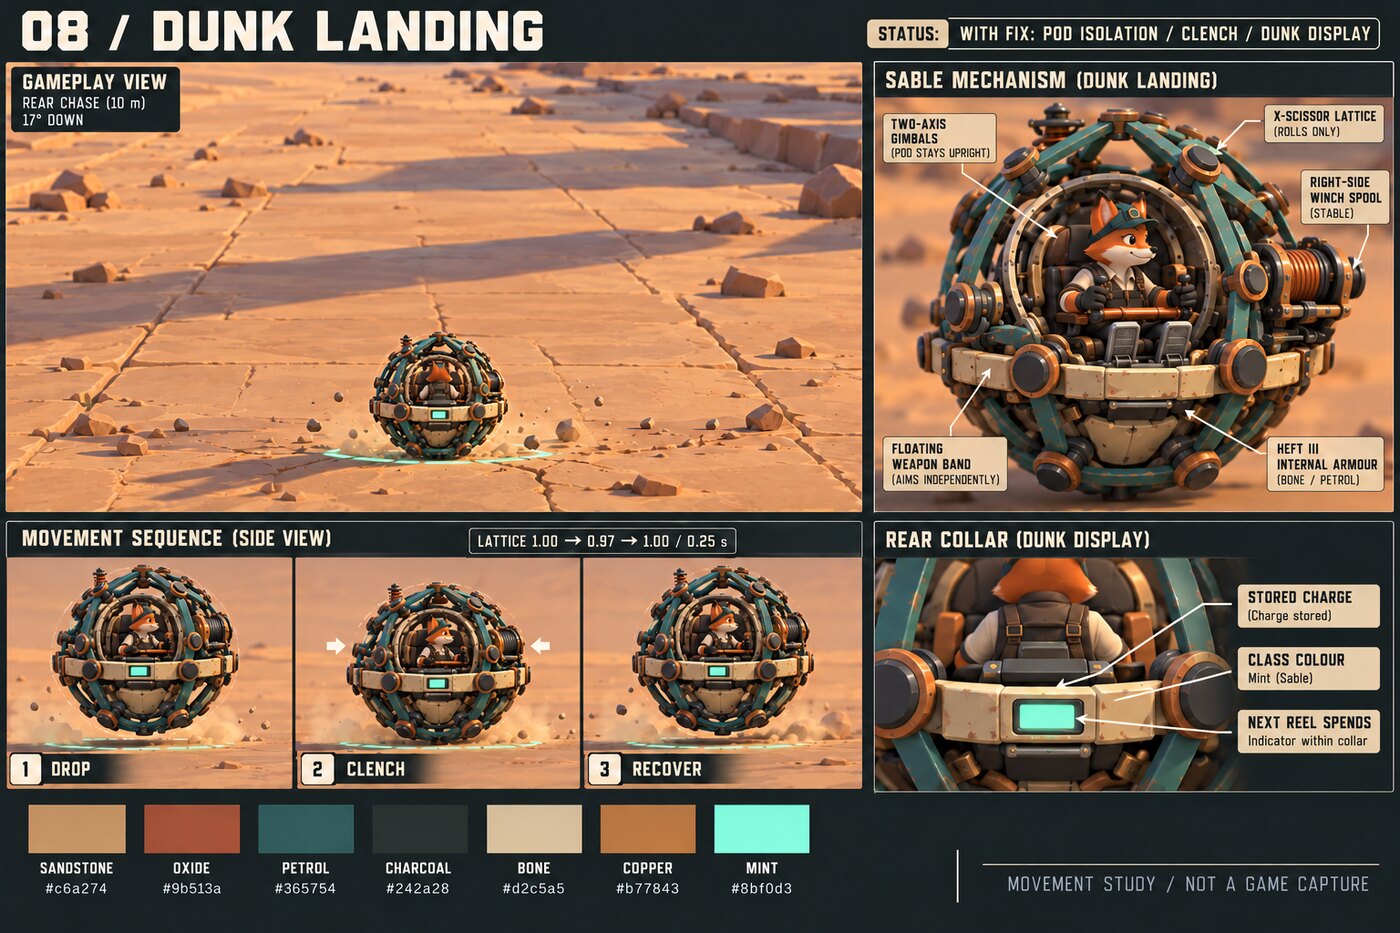 08 / DUNK LANDING
STATUS: WITH FIX: POD ISOLATION / CLENCH / DUNK DISPLAY
GAMEPLAY VIEW
REAR CHASE (10 m)
17° DOWN
SABLE MECHANISM (DUNK LANDING)
TWO-AXIS
GIMBALS
(POD STAYS UPRIGHT)
X-SCISSOR LATTICE
(ROLLS ONLY)
RIGHT-SIDE
WINCH SPOOL
(STABLE)
FLOATING
WEAPON BAND
(AIMS INDEPENDENTLY)
HEFT III
INTERNAL ARMOUR
(BONE / PETROL)
MOVEMENT SEQUENCE (SIDE VIEW)
LATTICE 1.00 → 0.97 → 1.00 / 0.25 s
1 DROP
2 CLENCH
3 RECOVER
REAR COLLAR (DUNK DISPLAY)
STORED CHARGE
(Charge stored)
CLASS COLOUR
Mint (Sable)
NEXT REEL SPENDS
Indicator within collar
SANDSTONE
#c6a274
OXIDE
#9b513a
PETROL
#365754
CHARCOAL
#242a28
BONE
#d2c5a5
COPPER
#b77843
MINT
#8bf0d3
MOVEMENT STUDY / NOT A GAME CAPTURE